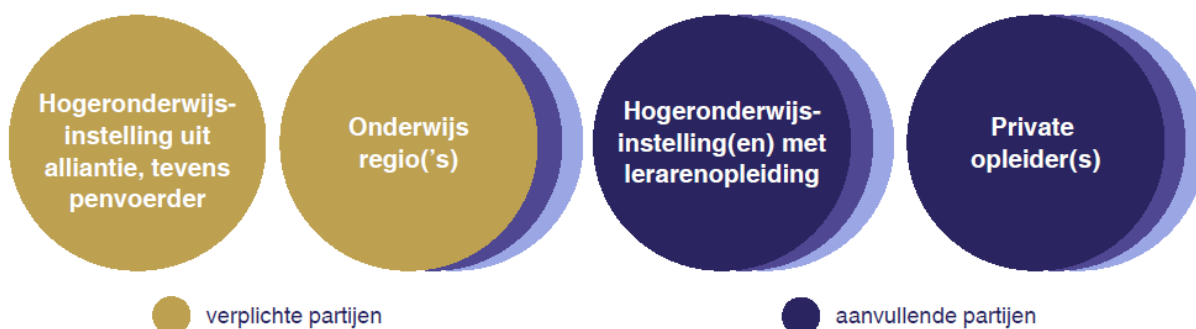 Hogeronderwijs-
instelling uit
alliantie, tevens
penvoerder
Onderwijs
regio('s)
Hogeronderwijs-
instelling(en) met
lerarenopleiding
Private
opleider(s)
verplichte partijen
aanvullende partijen